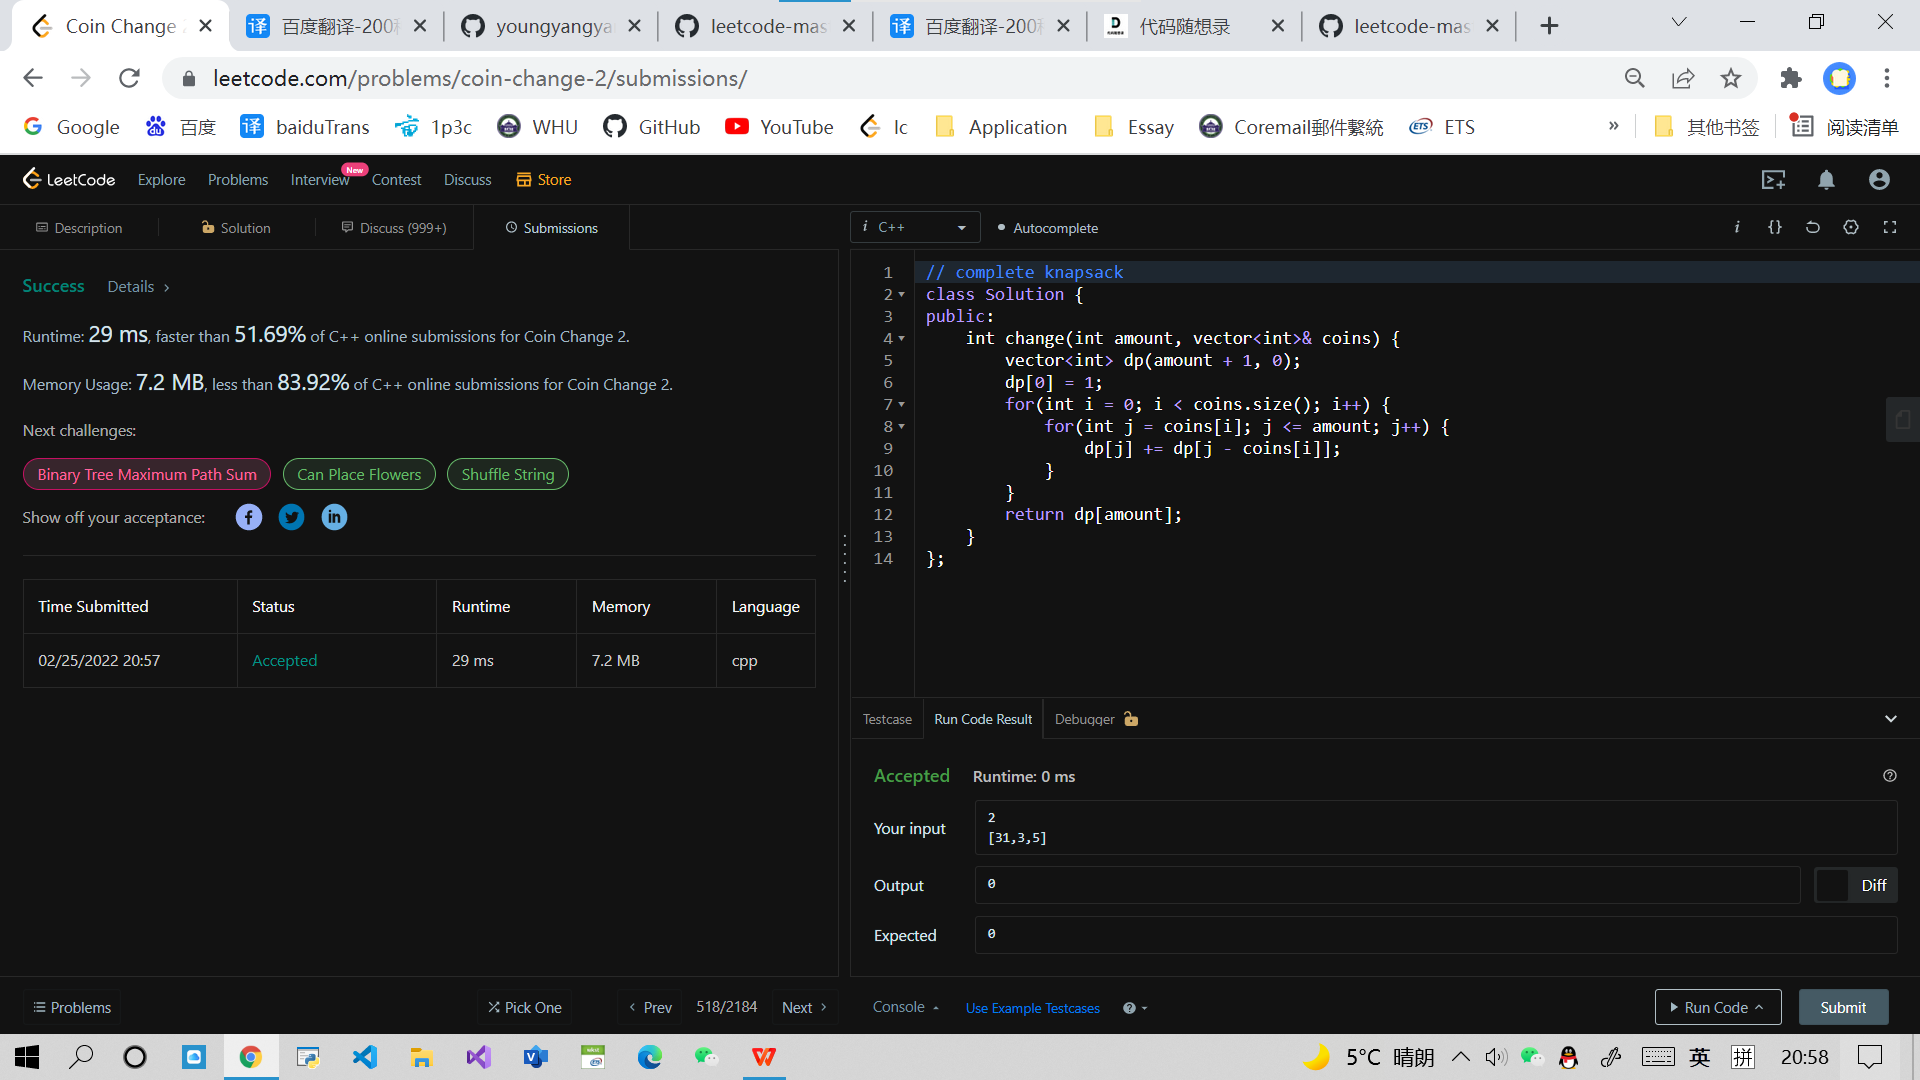 Coin Change 2
百度翻译-200
youngyangya
leetcode-mas
百度翻译-200
代码随想录
leetcode-mas
leetcode.com/problems/coin-change-2/submissions/
Google
百度
baiduTrans
1p3c
WHU
GitHub
YouTube
lc
Application
Essay
Coremail郵件繫統
ETS
»
其他书签
阅读清单
LeetCode
Explore
Problems
Interview
New
Contest
Discuss
Store
Description
Solution
Discuss (999+)
Submissions
i C++
Autocomplete
Success
Details
Runtime: 29 ms, faster than 51.69% of C++ online submissions for Coin Change 2.
Memory Usage: 7.2 MB, less than 83.92% of C++ online submissions for Coin Change 2.
Next challenges:
Binary Tree Maximum Path Sum
Can Place Flowers
Shuffle String
Show off your acceptance:
Time Submitted Status Runtime Memory Language
02/25/2022 20:57 Accepted 29 ms 7.2 MB cpp
1 // complete knapsack
2 class Solution {
3 public:
4 int change(int amount, vector<int>& coins) {
5 vector<int> dp(amount + 1, 0);
6 dp[0] = 1;
7 for(int i = 0; i < coins.size(); i++) {
8 for(int j = coins[i]; j <= amount; j++) {
9 dp[j] += dp[j - coins[i]];
10 }
11 }
12 return dp[amount];
13 }
14 };
Testcase
Run Code Result
Debugger
Accepted
Runtime: 0 ms
Your input
2
[31,3,5]
Output
0
Diff
Expected
0
Problems
Pick One
Prev
518/2184
Next
Console
Use Example Testcases
Run Code
Submit
5°C 晴朗
英
拼
20:58